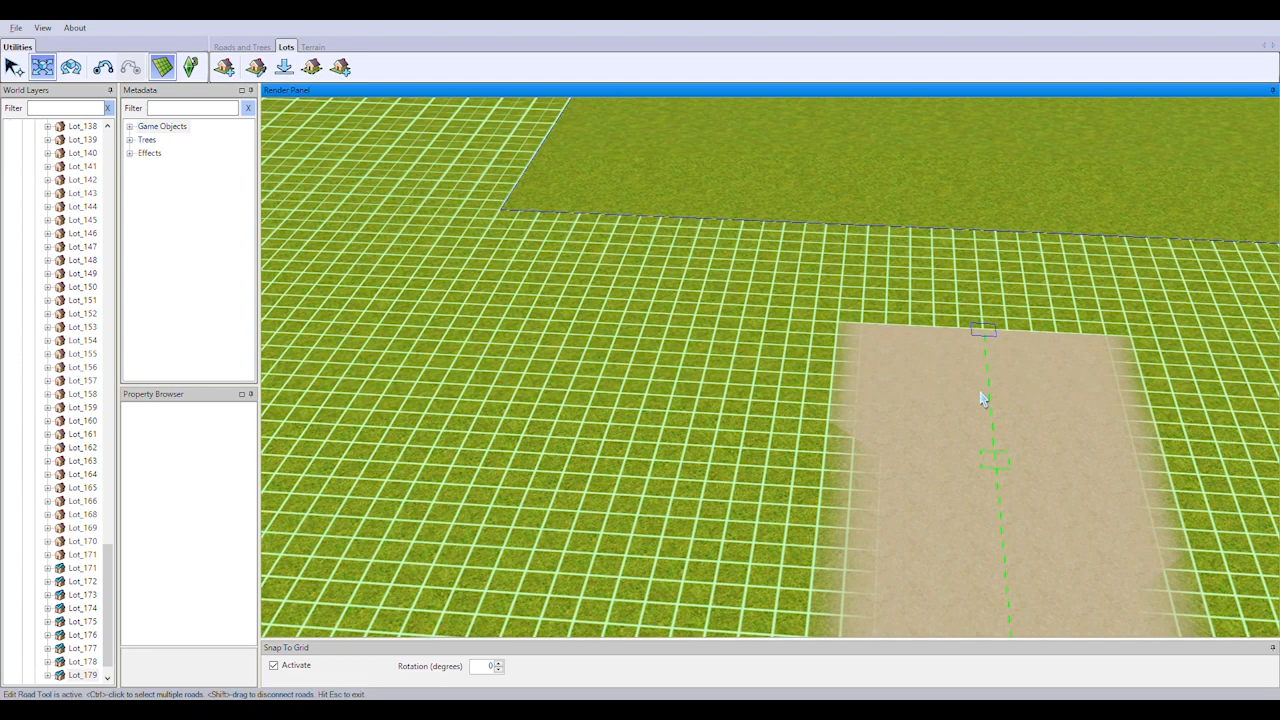 File View About
Utilities Roads and Trees Lots Terrain
World Layers Metadata Render Panel
Filter X Filter X
Lot_138
Lot_139
Lot_140
Lot_141
Lot_142
Lot_143
Lot_144
Lot_145
Lot_146
Lot_147
Lot_148
Lot_149
Lot_150
Lot_151
Lot_152
Lot_153
Lot_154
Lot_155
Lot_156
Lot_157
Lot_158
Lot_159
Lot_160
Lot_161
Lot_162
Lot_163
Lot_164
Lot_165
Lot_166
Lot_168
Lot_169
Lot_170
Lot_171
Lot_171
Lot_172
Lot_173
Lot_174
Lot_175
Lot_176
Lot_177
Lot_178
Lot_179
Game Objects
Trees
Effects
Property Browser
Snap To Grid
Activate Rotation (degrees) 0
Edit Road Tool is active. <Ctrl>-click to select multiple roads. <Shift>-drag to disconnect roads. Hit Esc to exit.